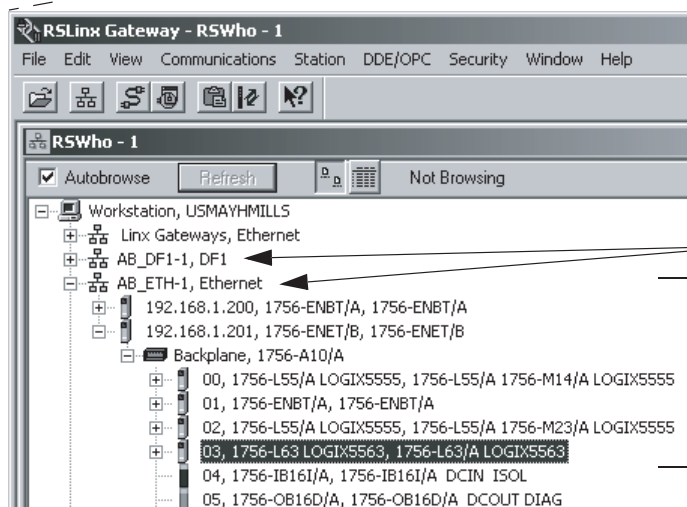 RSLinx Gateway - RSWho - 1
File Edit View Communications Station DDE/OPC Security Window Help
RSWho - 1
Autobrowse Refresh Not Browsing
Workstation, USMAYHMILLS
Linx Gateways, Ethernet
AB_DF1-1, DF1
AB_ETH-1, Ethernet
192.168.1.200, 1756-ENBT/A, 1756-ENBT/A
192.168.1.201, 1756-ENET/B, 1756-ENET/B
Backplane, 1756-A10/A
00, 1756-L55/A LOGIX5555, 1756-L55/A 1756-M14/A LOGIX5555
01, 1756-ENBT/A, 1756-ENBT/A
02, 1756-L55/A LOGIX5555, 1756-L55/A 1756-M23/A LOGIX5555
03, 1756-L63 LOGIX5563, 1756-L63/A LOGIX5563
04, 1756-IB16I/A, 1756-IB16I/A DCIN ISOL
05, 1756-OB16D/A, 1756-OB16D/A DCOUT DIAG